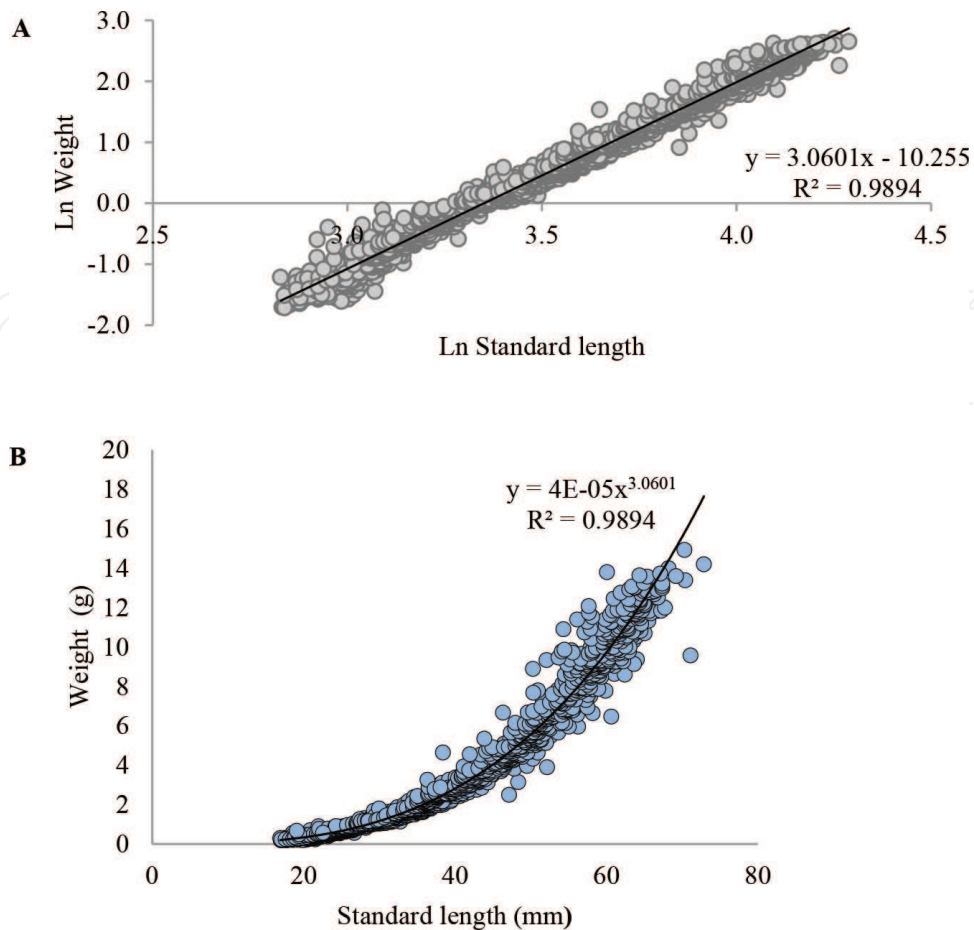 A
3.0
2.0
1.0
0.0
-1.0
-2.0
2.5
3.0
3.5
4.0
4.5
Ln Weight
y = 3.0601x - 10.255
R² = 0.9894
Ln Standard length
B
20
18
16
14
12
10
8
6
4
2
0
Weight (g)
y = 4E-05x^3.0601
R² = 0.9894
0
20
40
60
80
Standard length (mm)